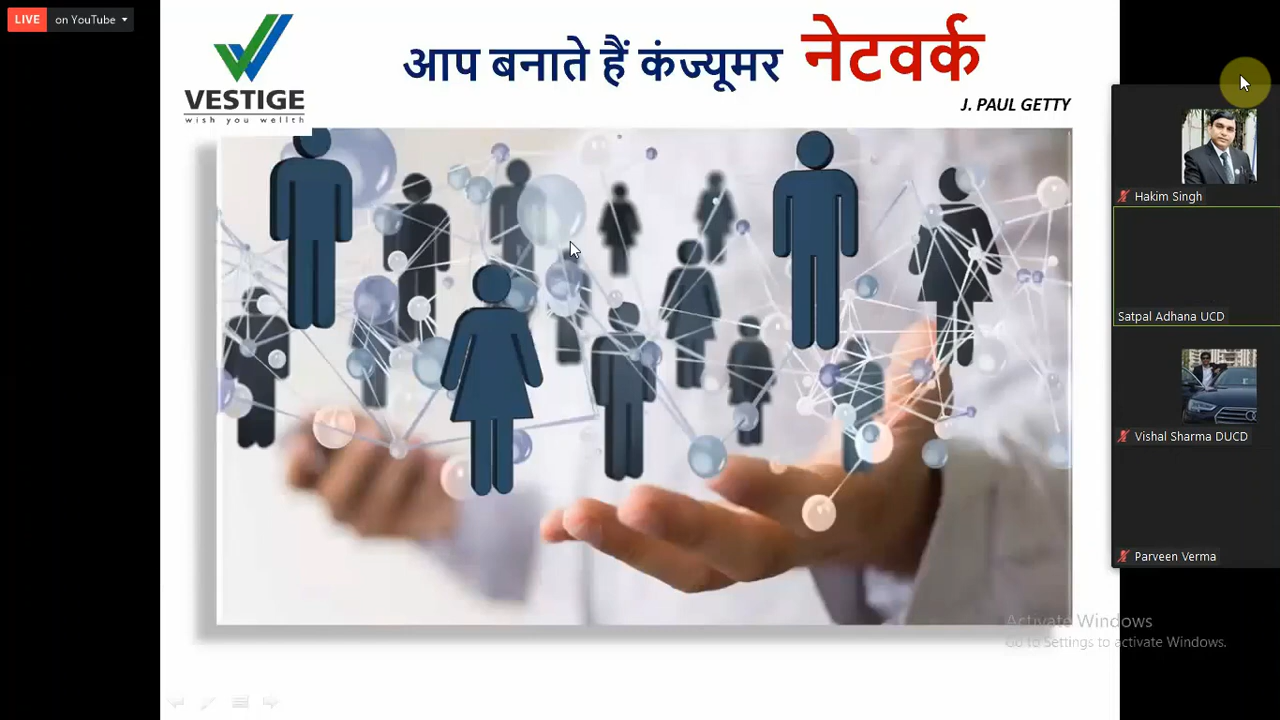 LIVE on YouTube
VESTIGE
wish you wellth
आप बनाते हैं कंज्यूमर नेटवर्क
J. PAUL GETTY
Hakim Singh
Satpal Adhana UCD
Vishal Sharma DUCD
Parveen Verma
Activate Windows
Go to Settings to activate Windows.